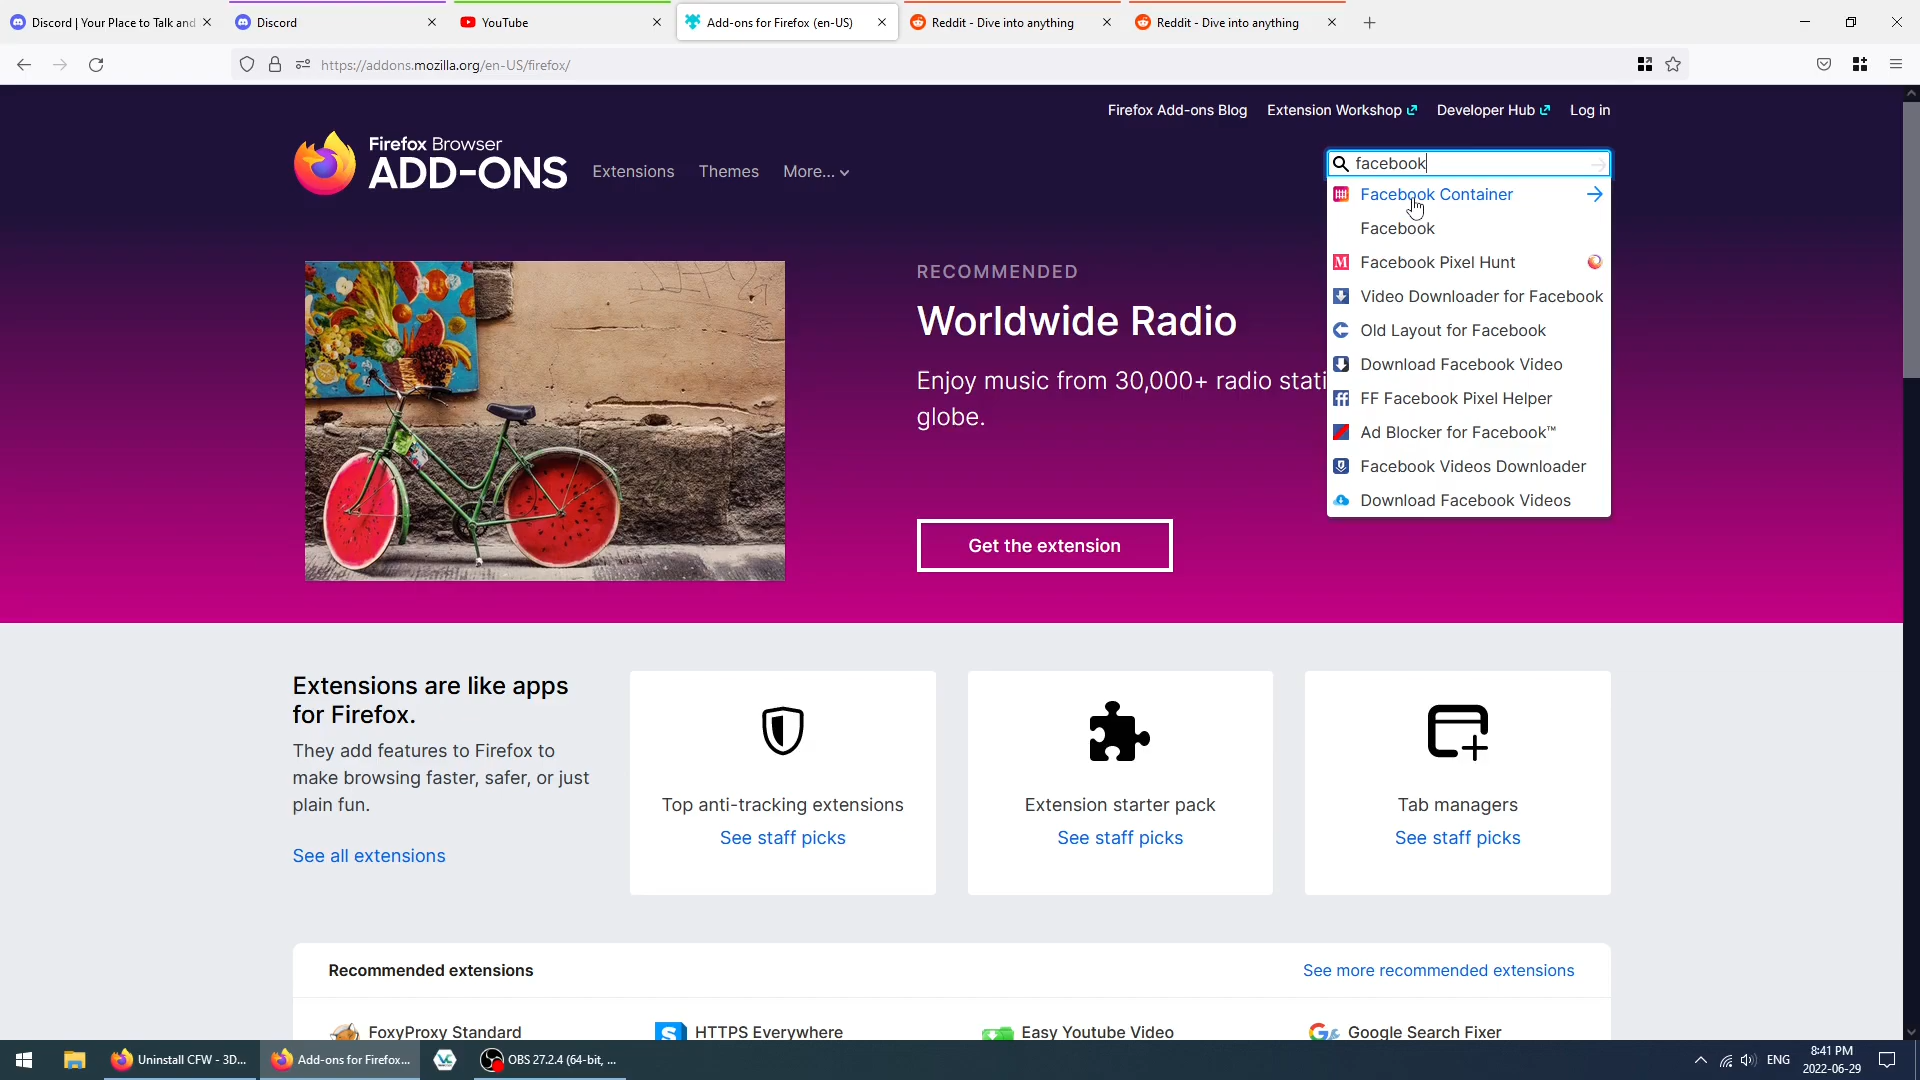 Discord | Your Place to Talk and
Discord
YouTube
Add-ons for Firefox (en-US)
Reddit - Dive into anything
Reddit - Dive into anything
https://addons.mozilla.org/en-US/firefox/
Firefox Add-ons Blog
Extension Workshop
Developer Hub
Log in
Firefox Browser
ADD-ONS
Extensions
Themes
More...
facebook
Facebook Container
Facebook
Facebook Pixel Hunt
Video Downloader for Facebook
Old Layout for Facebook
Download Facebook Video
FF Facebook Pixel Helper
Ad Blocker for Facebook™
Facebook Videos Downloader
Download Facebook Videos
RECOMMENDED
Worldwide Radio
Enjoy music from 30,000+ radio stati
globe.
Get the extension
Extensions are like apps
for Firefox.
They add features to Firefox to
make browsing faster, safer, or just
plain fun.
See all extensions
Top anti-tracking extensions
See staff picks
Extension starter pack
See staff picks
Tab managers
See staff picks
Recommended extensions
See more recommended extensions
FoxyProxy Standard
HTTPS Everywhere
Easy Youtube Video
Google Search Fixer
Uninstall CFW - 3D...
Add-ons for Firefox...
OBS 27.2.4 (64-bit, ...
ENG
8:41 PM
2022-06-29